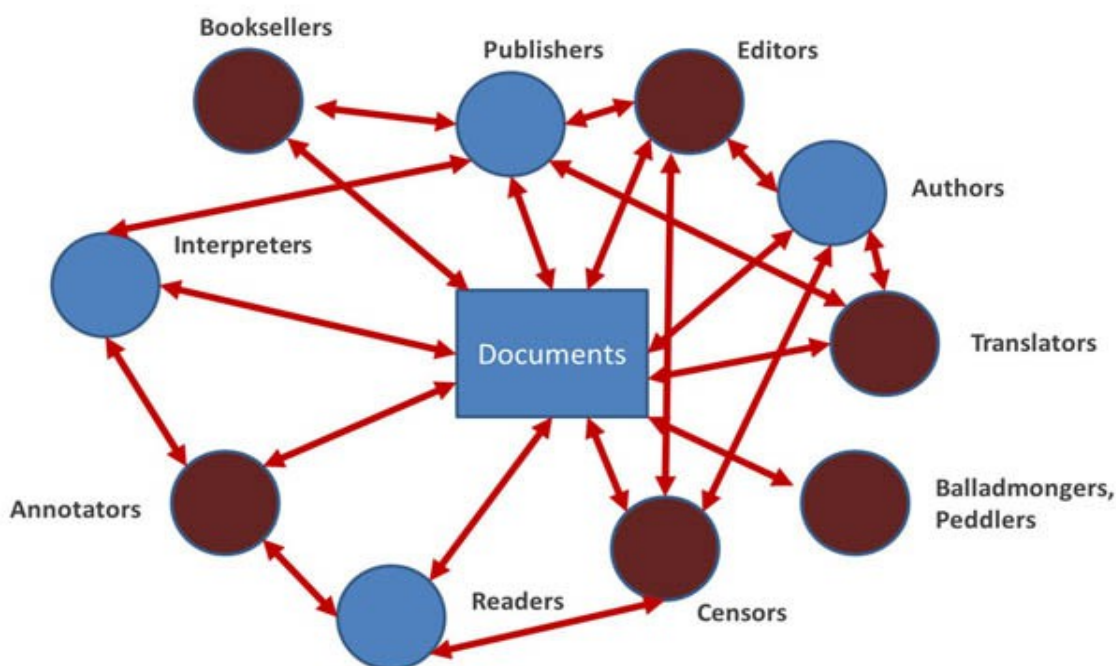 Booksellers
Publishers
Editors
Authors
Interpreters
Documents
Translators
Annotators
Balladmongers,
Peddlers
Readers
Censors